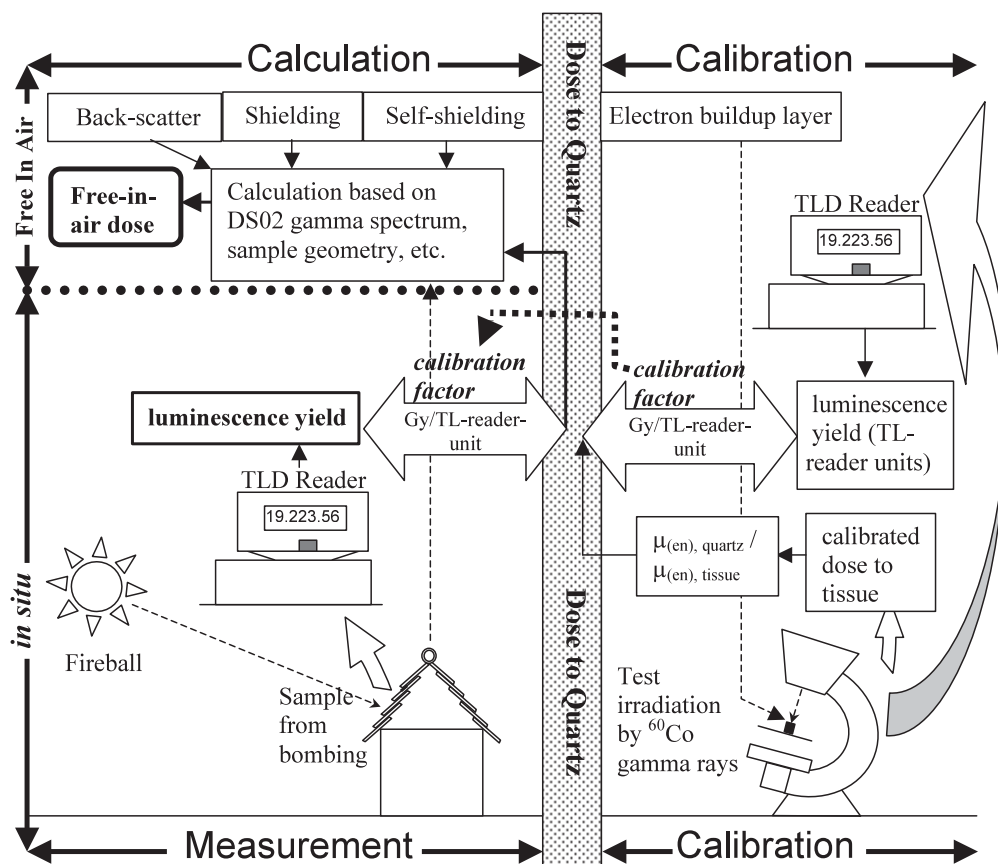 Calculation
Calibration
Free In Air
Dose to Quartz
Back-scatter
Shielding
Self-shielding
Electron buildup layer
Free-in-
air dose
Calculation based on
DS02 gamma spectrum,
sample geometry, etc.
TLD Reader
19.223.56
calibration
factor
Gy/TL-reader-
unit
calibration
factor
Gy/TL-reader-
unit
luminescence
yield (TL-
reader units)
luminescence yield
TLD Reader
19.223.56
μ(en), quartz /
μ(en), tissue
calibrated
dose to
tissue
in situ
Fireball
Sample
from
bombing
Dose to Quartz
Test
irradiation
by ⁶⁰Co
gamma rays
Measurement
Calibration